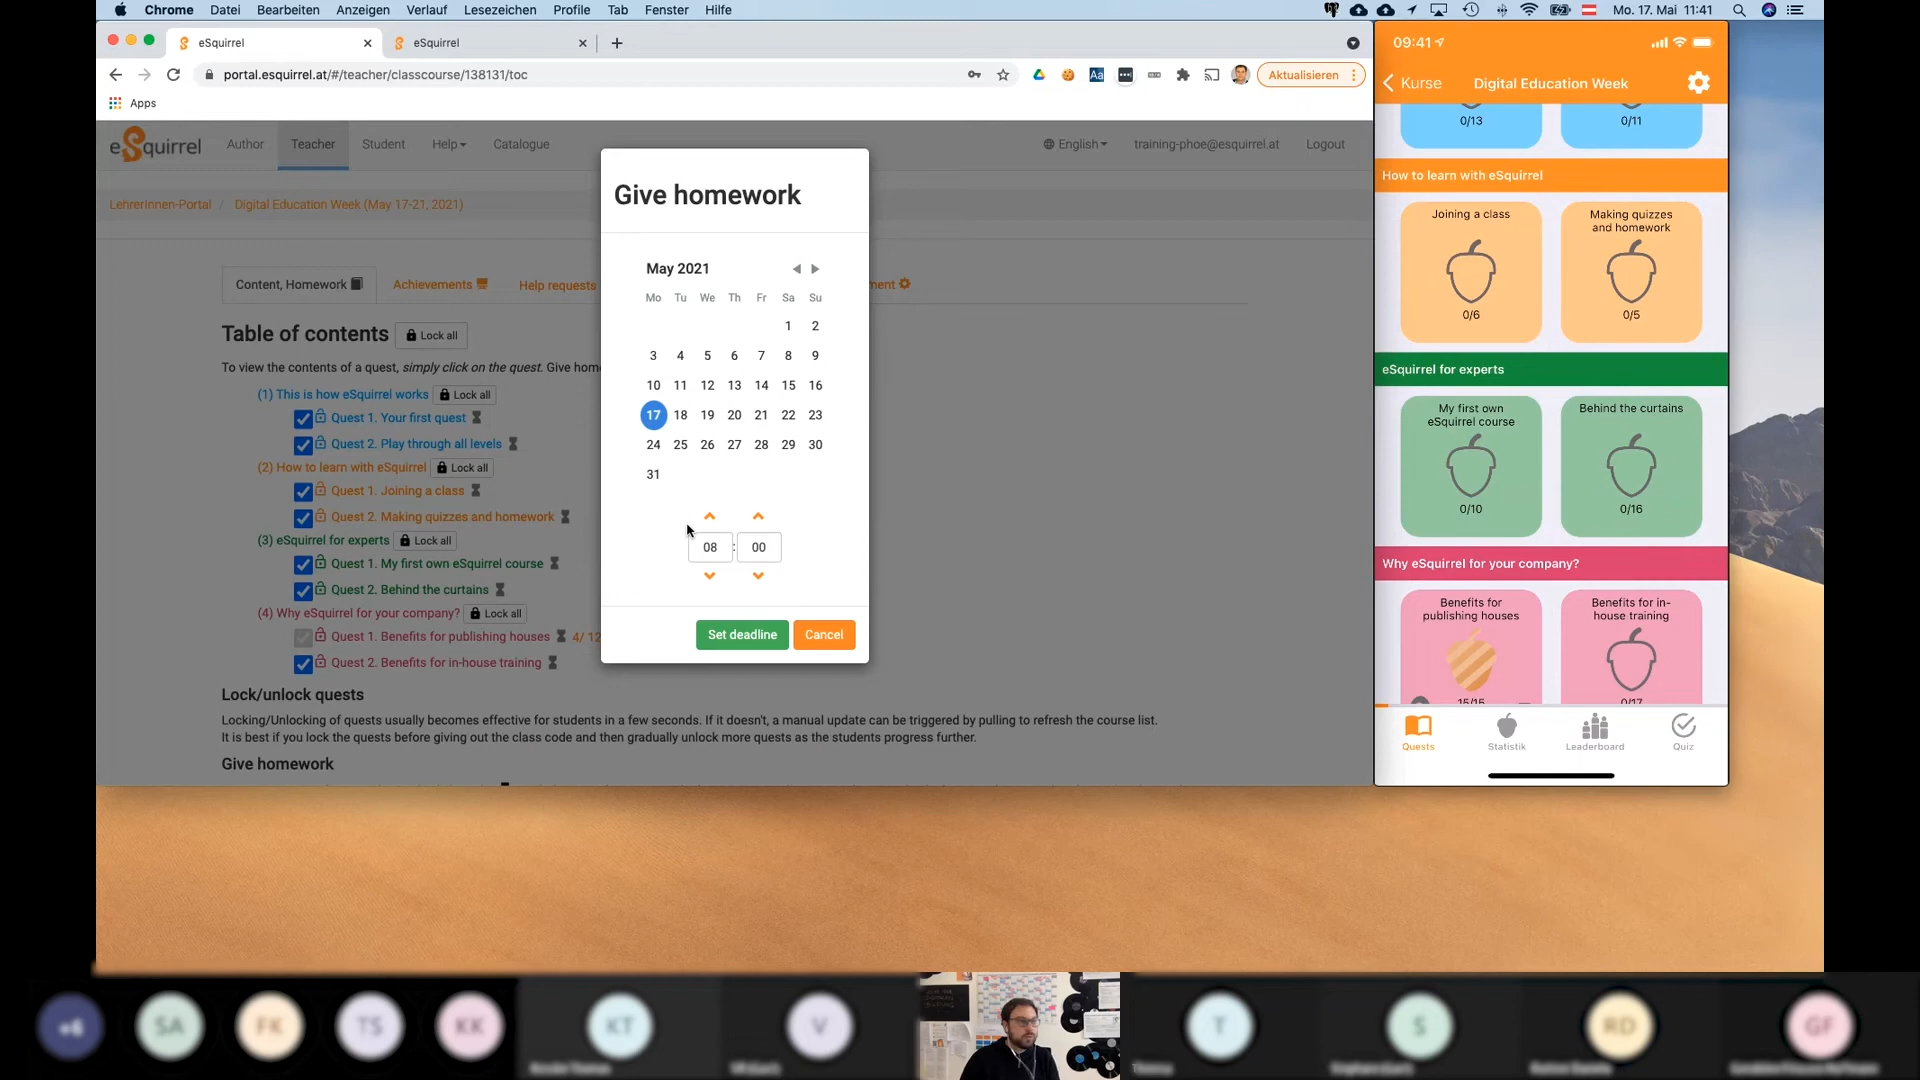 Chrome Datei Bearbeiten Anzeigen Verlauf Lesezeichen Profile Tab Fenster Hilfe Mo. 17. Mai 11:41
eSquirrel eSquirrel
portal.esquirrel.at/#/teacher/classcourse/138131/toc Aktualisieren
Apps
eSquirrel Author Teacher Student Help Catalogue English training-phoe@esquirrel.at Logout
Lehrerinnen-Portal / Digital Education Week (May 17-21, 2021)
Content, Homework Achievements Help requests ment
Table of contents Lock all
To view the contents of a quest, simply click on the quest. Give hom
(1) This is how eSquirrel works Lock all
Quest 1. Your first quest
Quest 2. Play through all levels
(2) How to learn with eSquirrel Lock all
Quest 1. Joining a class
Quest 2. Making quizzes and homework
(3) eSquirrel for experts Lock all
Quest 1. My first own eSquirrel course
Quest 2. Behind the curtains
(4) Why eSquirrel for your company? Lock all
Quest 1. Benefits for publishing houses 4/ 12
Quest 2. Benefits for in-house training
Lock/unlock quests
Locking/Unlocking of quests usually becomes effective for students in a few seconds. If it doesn't, a manual update can be triggered by pulling to refresh the course list.
It is best if you lock the quests before giving out the class code and then gradually unlock more quests as the students progress further.
Give homework
Give homework
May 2021
Mo Tu We Th Fr Sa Su
1 2
3 4 5 6 7 8 9
10 11 12 13 14 15 16
17 18 19 20 21 22 23
24 25 26 27 28 29 30
31
08 : 00
Set deadline Cancel
09:41
Kurse Digital Education Week
0/13 0/11
How to learn with eSquirrel
Joining a class Making quizzes
and homework
0/6 0/5
eSquirrel for experts
My first own Behind the curtains
eSquirrel course
0/10 0/16
Why eSquirrel for your company?
Benefits for Benefits for in-
publishing houses house training
15/15 0/17
Quests Statistik Leaderboard Quiz
+6 SA FK TS KK KT V T S RD GF